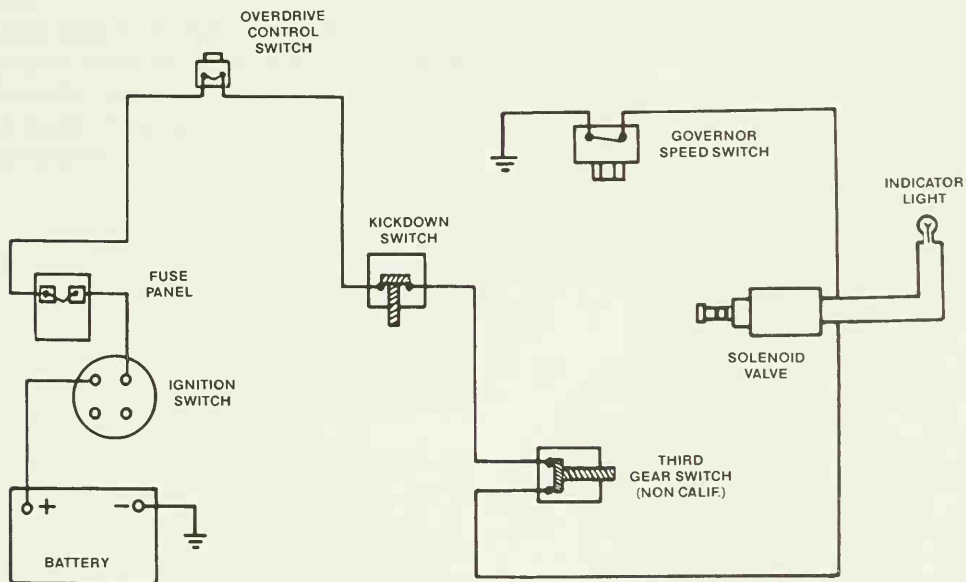 OVERDRIVE
CONTROL
SWITCH
GOVERNOR
SPEED SWITCH
INDICATOR
LIGHT
KICKDOWN
SWITCH
FUSE
PANEL
SOLENOID
VALVE
IGNITION
SWITCH
THIRD
GEAR SWITCH
(NON CALIF.)
+ −
BATTERY